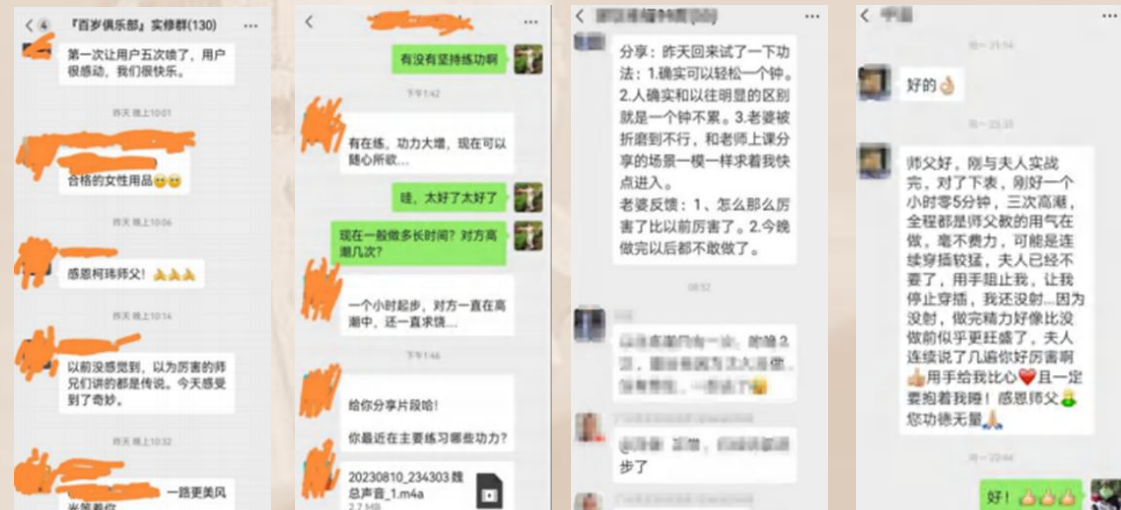 4
『百岁俱乐部』实修群(130)
第一次让用户五次喷了，用户
很感动，我们很快乐。
昨天 晚上10:01
合格的女性用品
昨天 晚上10:06
感恩柯玮师父！
昨天 晚上10:14
以前没感觉到，以为厉害的师
兄们讲的都是传说。今天感受
到了奇妙。
昨天 晚上10:32
一路更美风
光等着你
有没有坚持练功啊
下午1:42
有在练，功力大增，现在可以
随心所欲...
哇，太好了太好了
现在一般做多长时间？对方高
潮几次？
一个小时起步，对方一直在高
潮中，还一直求饶...
下午1:46
给你分享片段哈！
你最近在主要练习哪些功力？
20230810_234303 魏
总声音_1.m4a
2.7 MB
分享：昨天回来试了一下功
法：1.确实可以轻松一个钟。
2.人确实和以往明显的区别
就是一个钟不累。3.老婆被
折磨到不行，和老师上课分
享的场景一模一样求着我快
点进入。
老婆反馈：1、怎么那么厉
害了比以前厉害了。2.今晚
做完以后都不敢做了。
08:52
步了
好的
师父好，刚与夫人实战
完，对了下表，刚好一个
小时零5分钟，三次高潮，
全程都是师父教的用气在
做，毫不费力，可能是连
续穿插较猛，夫人已经不
要了，用手阻止我，让我
停止穿插，我还没射...因为
没射，做完精力好像比没
做前似乎更旺盛了，夫人
连续说了几遍你好厉害啊
用手给我比心❤️且一定
要抱着我睡！感恩师父
您功德无量
好！